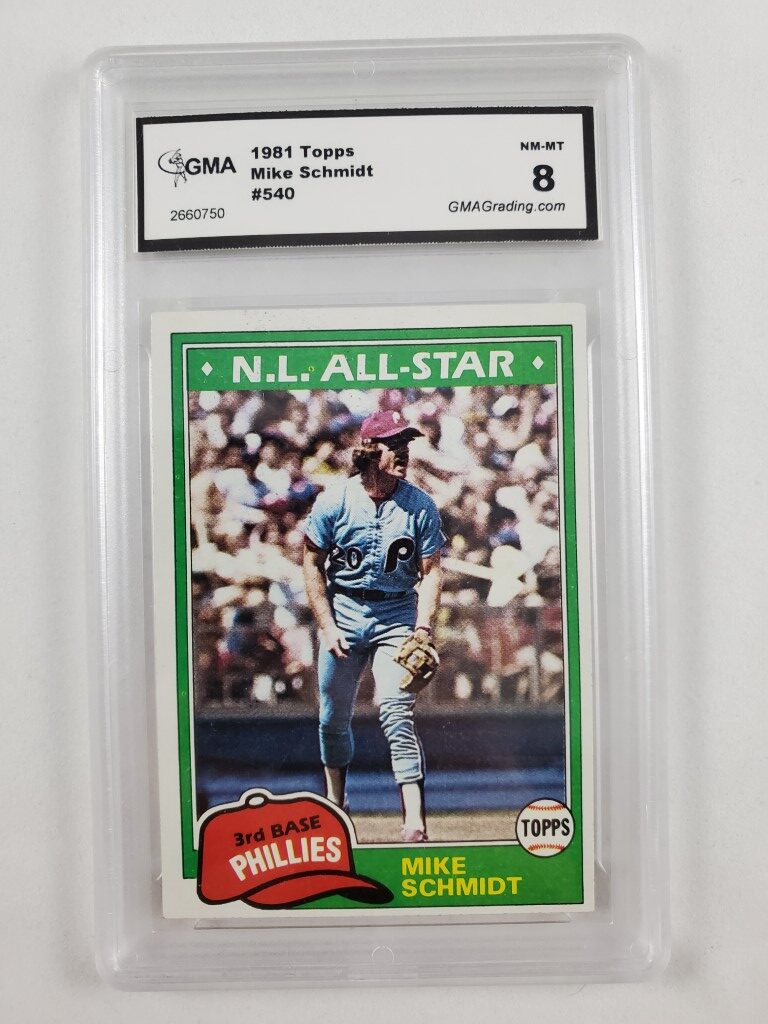 GMA
1981 Topps
Mike Schmidt
#540
2660750
NM-MT
8
GMAGrading.com
N.L. ALL-STAR
20 P
P
3rd BASE
PHILLIES
TOPPS
MIKE
SCHMIDT